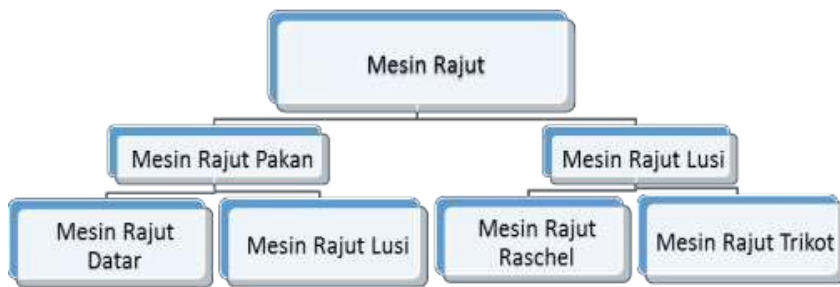 Mesin Rajut
Mesin Rajut Pakan
Mesin Rajut Lusi
Mesin Rajut
Datar
Mesin Rajut Lusi
Mesin Rajut
Raschel
Mesin Rajut Trikot